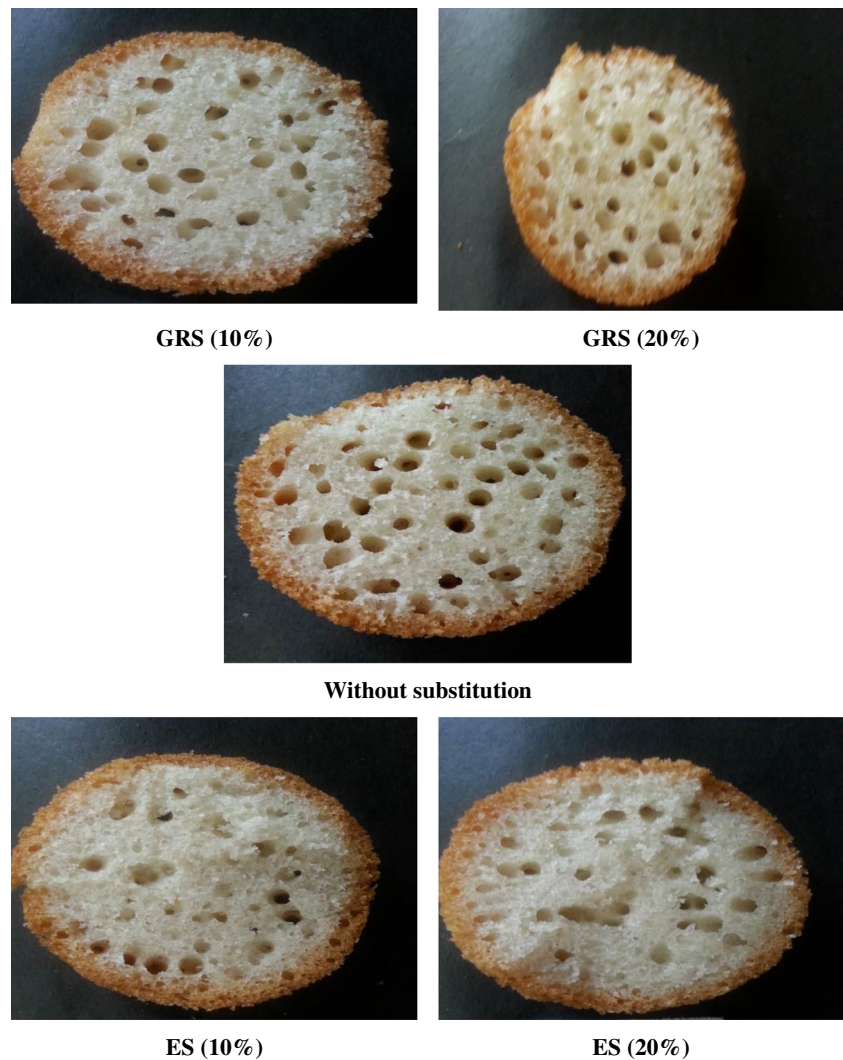 GRS (10%)
GRS (20%)
Without substitution
ES (10%)
ES (20%)